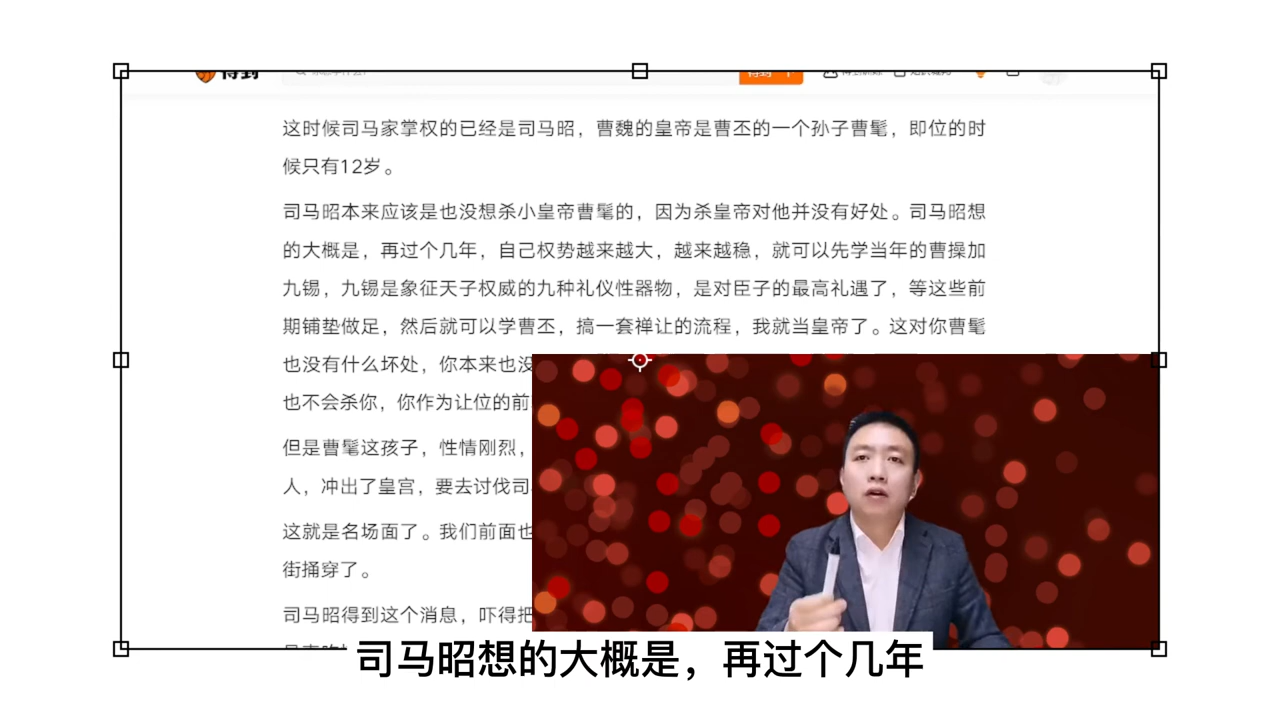 得到
这时候司马家掌权的已经是司马昭，曹魏的皇帝是曹丕的一个孙子曹髦，即位的时
候只有12岁。
司马昭本来应该是也没想杀小皇帝曹髦的，因为杀皇帝对他并没有好处。司马昭想
的大概是，再过个几年，自己权势越来越大，越来越稳，就可以先学当年的曹操加
九锡，九锡是象征天子权威的九种礼仪性器物，是对臣子的最高礼遇了，等这些前
期铺垫做足，然后就可以学曹丕，搞一套禅让的流程，我就当皇帝了。这对你曹髦
也没有什么坏处，你本来也没
也不会杀你，你作为让位的前
但是曹髦这孩子，性情刚烈，
人，冲出了皇宫，要去讨伐司
这就是名场面了。我们前面也
街捅穿了。
司马昭得到这个消息，吓得把
司马昭想的大概是，再过个几年